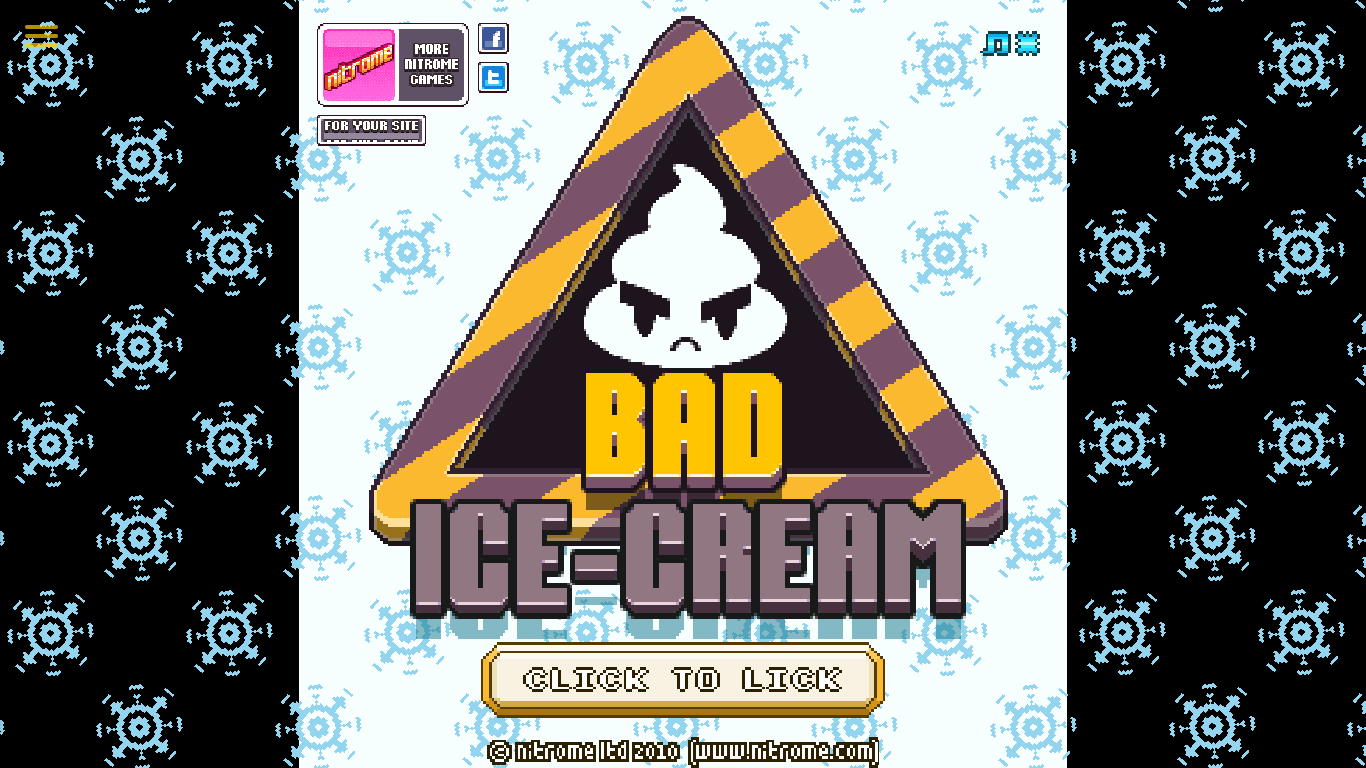 nitrome
MORE
NITROME
GAMES
f
t
FOR YOUR SITE
BAD
ICE-CREAM
CLICK TO LICK
© nitrome ltd 2010 (www.nitrome.com)